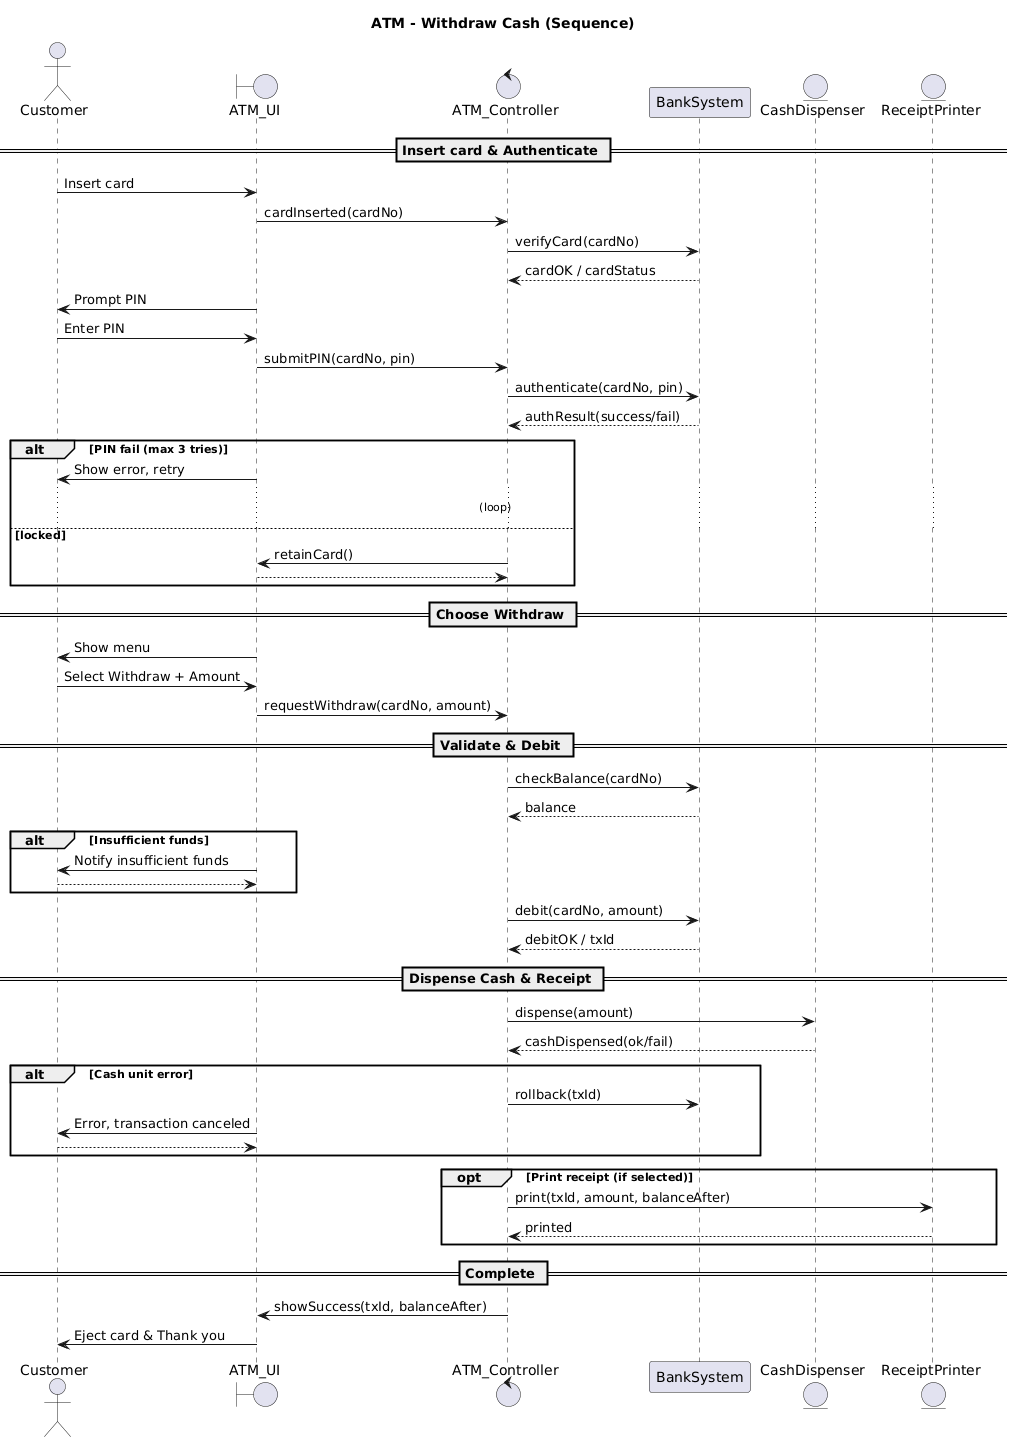 ATM - Withdraw Cash (Sequence)
Customer
ATM_UI
ATM_Controller
BankSystem
CashDispenser
ReceiptPrinter
Insert card & Authenticate
Insert card
cardInserted(cardNo)
verifyCard(cardNo)
cardOK / cardStatus
Prompt PIN
Enter PIN
submitPIN(cardNo, pin)
authenticate(cardNo, pin)
authResult(success/fail)
alt
[PIN fail (max 3 tries)]
Show error, retry
(loop)
[locked]
retainCard()
Choose Withdraw
Show menu
Select Withdraw + Amount
requestWithdraw(cardNo, amount)
Validate & Debit
checkBalance(cardNo)
balance
alt
[Insufficient funds]
Notify insufficient funds
debit(cardNo, amount)
debitOK / txId
Dispense Cash & Receipt
dispense(amount)
cashDispensed(ok/fail)
alt
[Cash unit error]
rollback(txId)
Error, transaction canceled
opt
[Print receipt (if selected)]
print(txId, amount, balanceAfter)
printed
Complete
showSuccess(txId, balanceAfter)
Eject card & Thank you
Customer
ATM_UI
ATM_Controller
BankSystem
CashDispenser
ReceiptPrinter